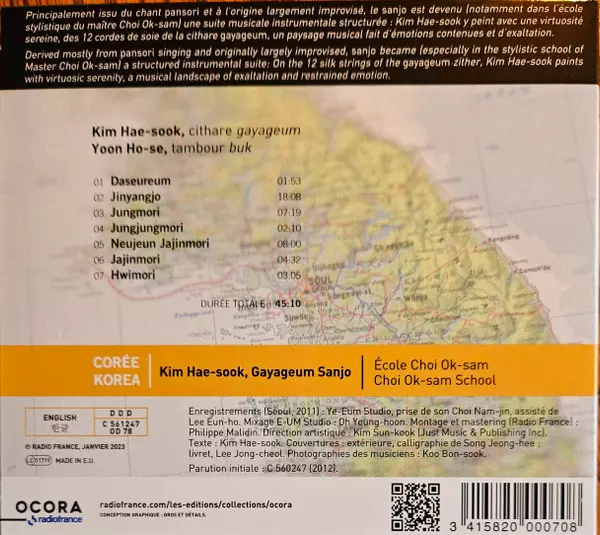 Principalement issu du chant pansori et à l'origine largement improvisé, le sanjo est devenu (notamment dans l'école
stylistique du maître Choi Ok-sam) une suite musicale instrumentale structurée : Kim Hae-sook y peint avec une virtuosité
sereine, des 12 cordes de soie de la cithare gayageum, un paysage musical fait d'émotions contenues et d'exaltation.
Derived mostly from pansori singing and originally largely improvised, sanjo became (especially in the stylistic school of
Master Choi Ok-sam) a structured instrumental suite: On the 12 silk strings of the gayageum zither, Kim Hae-sook paints
with virtuosic serenity, a musical landscape of exaltation and restrained emotion.
Kim Hae-sook, cithare gayageum
Yoon Ho-se, tambour buk
01 Daseureum 01:53
02 Jinyangjo 18:08
03 Jungmori 07:19
04 Jungjungmori 02:10
05 Neujeun Jajinmori 08:00
06 Jajinmori 04:32
07 Hwimori 03:05
DURÉE TOTALE : 45:10
SEOUL
Suwon
Wŏnju
CORÉE
KOREA
Kim Hae-sook, Gayageum Sanjo
École Choi Ok-sam
Choi Ok-sam School
ENGLISH
한글
D D D
C 561247
OD 78
© RADIO FRANCE, JANVIER 2023
LC 11719 MADE IN E.U.
Enregistrements (Séoul, 2011) : Ye-Eum Studio, prise de son Choi Nam-jin, assisté de
Lee Eun-ho. Mixage E-UM Studio : Oh Young-hoon. Montage et mastering (Radio France) :
Philippe Malidin. Direction artistique : Kim Sun-kook (Just Music & Publishing Inc).
Texte : Kim Hae-sook. Couvertures : extérieure, calligraphie de Song Jeong-hee ;
livret, Lee Jong-cheol. Photographies des musiciens : Koo Bon-sook.
Parution initiale : C 560247 (2012).
OCORA
radiofrance
radiofrance.com/les-editions/collections/ocora
CONCEPTION GRAPHIQUE : GROS ET DÉTAILS.
3 415820 000708